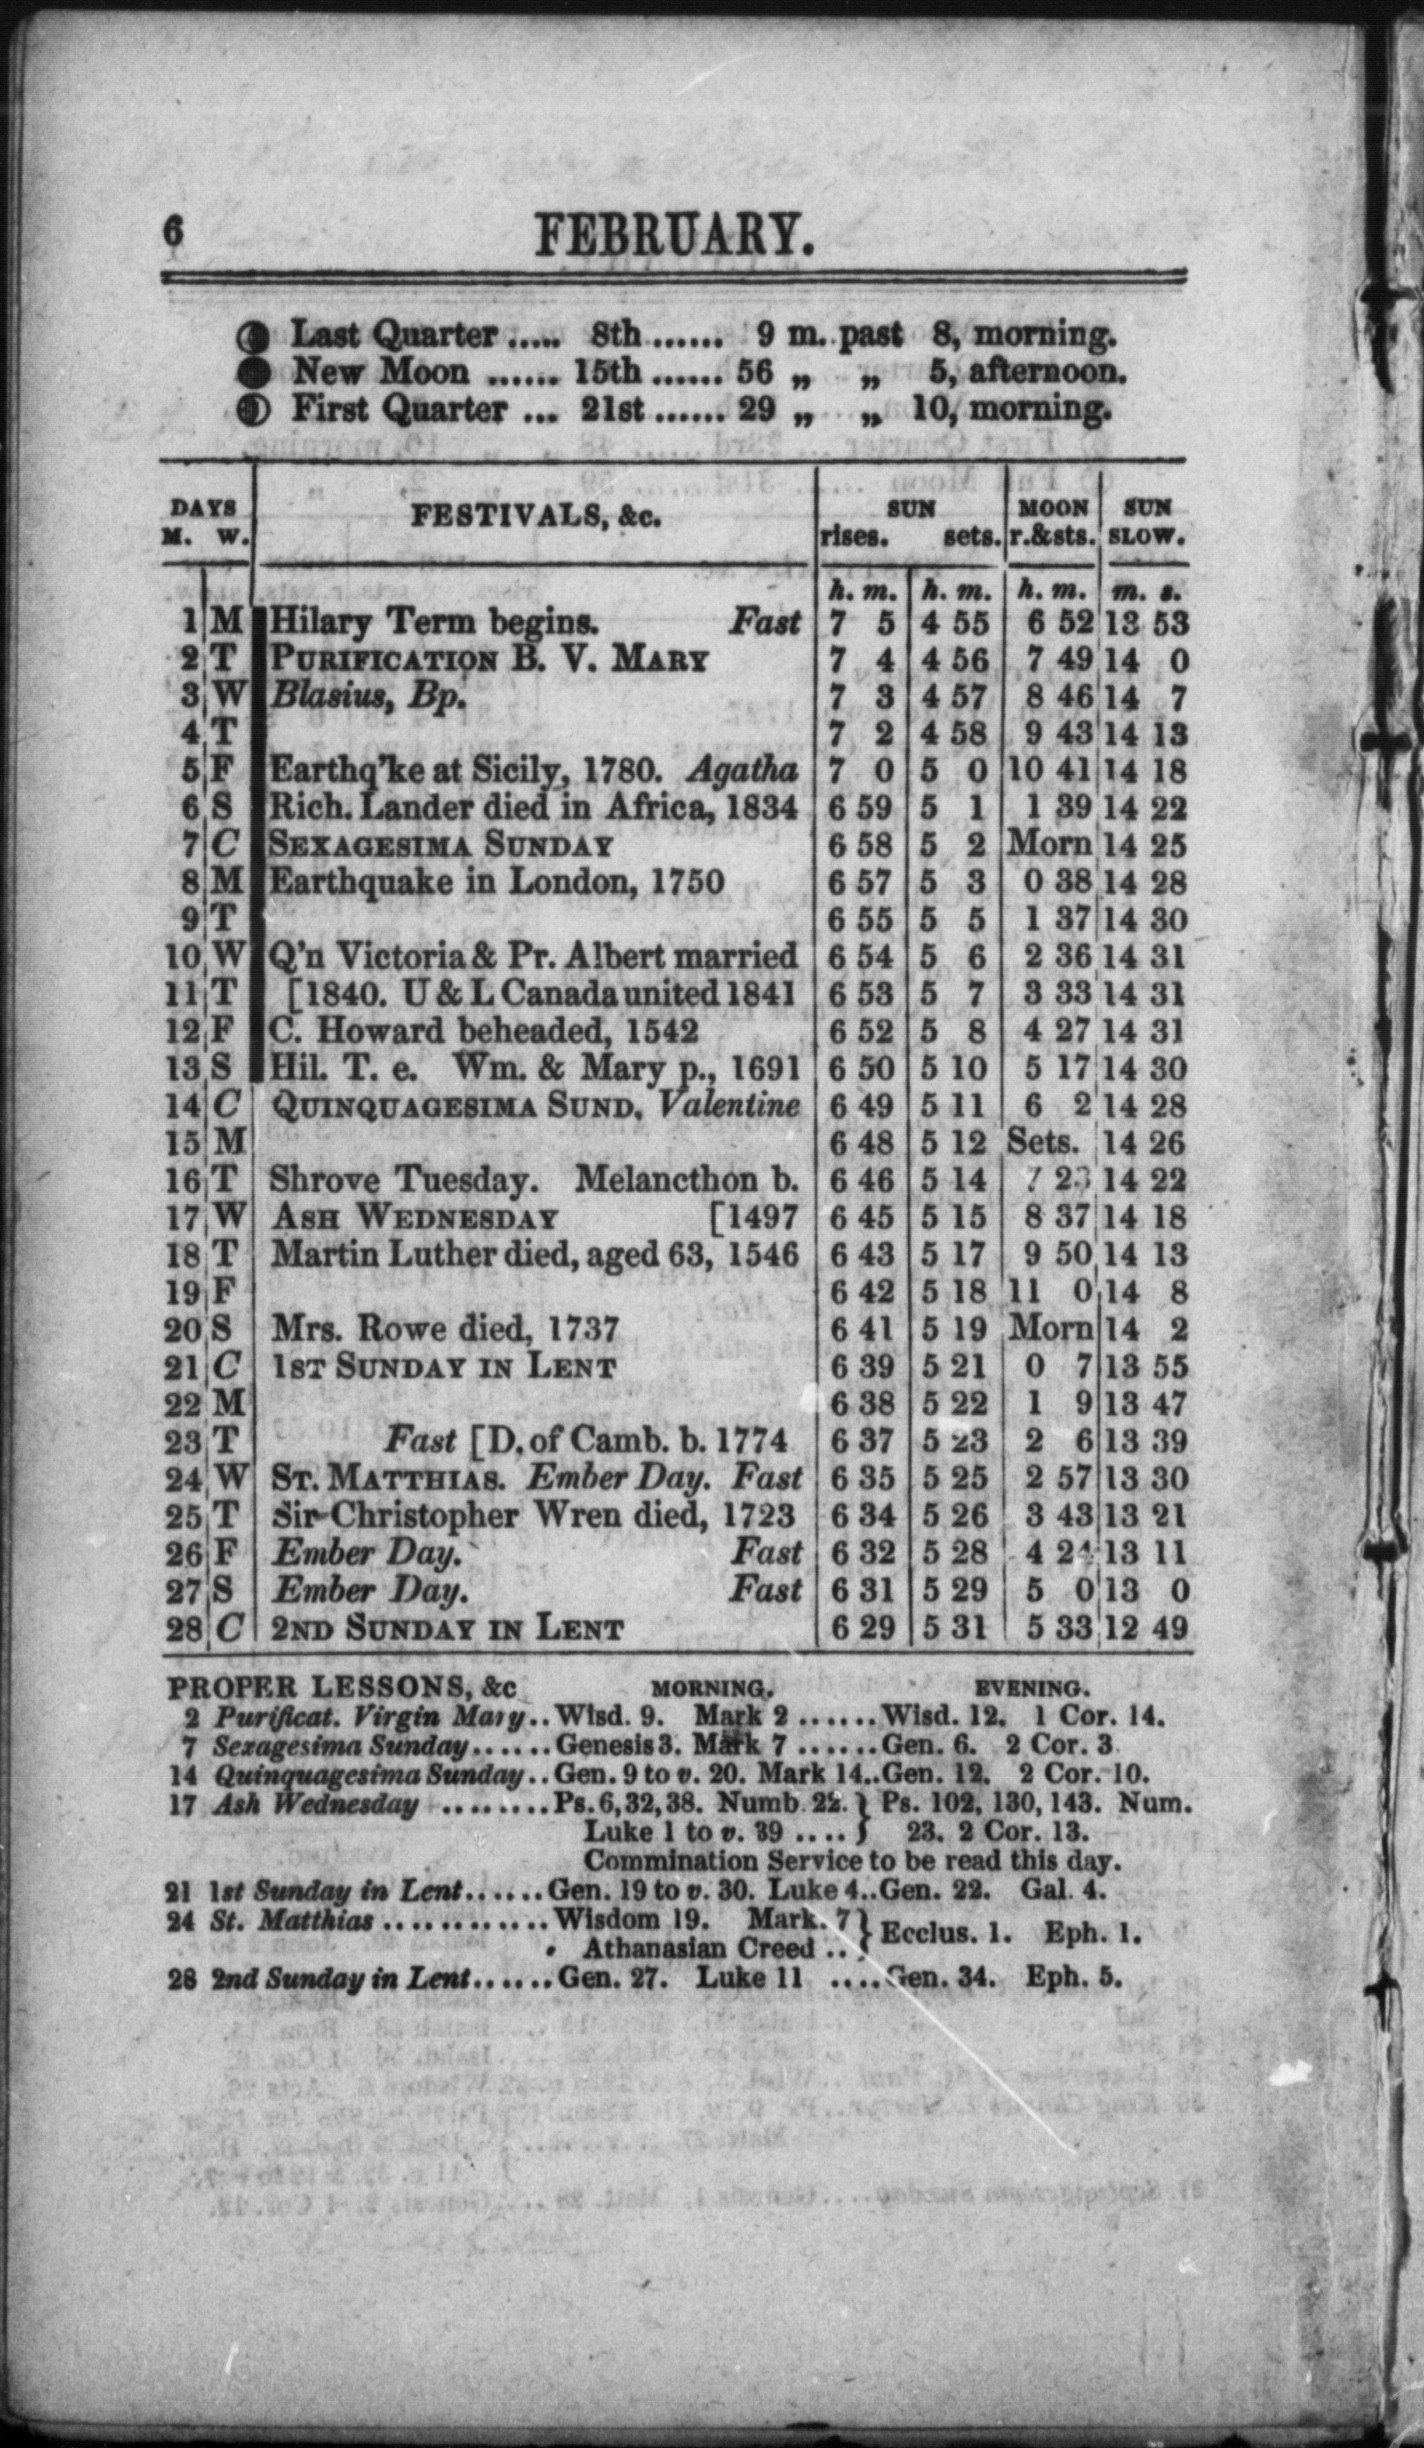 6 FEBRUARY.
Last Quarter ..... 8th ...... 9 m. past 8, morning.
New Moon ...... 15th ...... 56 „ „ 5, afternoon.
First Quarter ... 21st ...... 29 „ „ 10, morning.
DAYS FESTIVALS, &c. SUN MOON SUN
M. W. rises. sets. r.&sts. SLOW.
h. m. h. m. h. m. m. s.
1 M Hilary Term begins. Fast 7 5 4 55 6 52 13 53
2 T PURIFICATION B. V. MARY 7 4 4 56 7 49 14 0
3 W Blasius, Bp. 7 3 4 57 8 46 14 7
4 T 7 2 4 58 9 43 14 13
5 F Earthq'ke at Sicily, 1780. Agatha 7 0 5 0 10 41 14 18
6 S Rich. Lander died in Africa, 1834 6 59 5 1 1 39 14 22
7 C SEXAGESIMA SUNDAY 6 58 5 2 Morn 14 25
8 M Earthquake in London, 1750 6 57 5 3 0 38 14 28
9 T 6 55 5 5 1 37 14 30
10 W Q'n Victoria & Pr. Albert married 6 54 5 6 2 36 14 31
11 T [1840. U & L Canada united 1841 6 53 5 7 3 33 14 31
12 F C. Howard beheaded, 1542 6 52 5 8 4 27 14 31
13 S Hil. T. e. Wm. & Mary p., 1691 6 50 5 10 5 17 14 30
14 C QUINQUAGESIMA SUND. Valentine 6 49 5 11 6 2 14 28
15 M 6 48 5 12 Sets. 14 26
16 T Shrove Tuesday. Melancthon b. 6 46 5 14 7 23 14 22
17 W ASH WEDNESDAY [1497 6 45 5 15 8 37 14 18
18 T Martin Luther died, aged 63, 1546 6 43 5 17 9 50 14 13
19 F 6 42 5 18 11 0 14 8
20 S Mrs. Rowe died, 1737 6 41 5 19 Morn 14 2
21 C 1ST SUNDAY IN LENT 6 39 5 21 0 7 13 55
22 M 6 38 5 22 1 9 13 47
23 T Fast [D. of Camb. b. 1774 6 37 5 23 2 6 13 39
24 W ST. MATTHIAS. Ember Day. Fast 6 35 5 25 2 57 13 30
25 T Sir Christopher Wren died, 1723 6 34 5 26 3 43 13 21
26 F Ember Day. Fast 6 32 5 28 4 24 13 11
27 S Ember Day. Fast 6 31 5 29 5 0 13 0
28 C 2ND SUNDAY IN LENT 6 29 5 31 5 33 12 49
PROPER LESSONS, &c MORNING. EVENING.
2 Purificat. Virgin Mary.. Wisd. 9. Mark 2 ...... Wisd. 12. 1 Cor. 14.
7 Sexagesima Sunday...... Genesis 3. Mark 7 ...... Gen. 6. 2 Cor. 3
14 Quinquagesima Sunday.. Gen. 9 to v. 20. Mark 14.. Gen. 12. 2 Cor. 10.
17 Ash Wednesday ........ Ps. 6, 32, 38. Numb. 22. } Ps. 102, 130, 143. Num.
Luke 1 to v. 39 .... } 23. 2 Cor. 13.
Commination Service to be read this day.
21 1st Sunday in Lent...... Gen. 19 to v. 30. Luke 4.. Gen. 22. Gal. 4.
24 St. Matthias ............ Wisdom 19. Mark. 7 } Ecclus. 1. Eph. 1.
Athanasian Creed .. }
28 2nd Sunday in Lent...... Gen. 27. Luke 11 .... Gen. 34. Eph. 5.